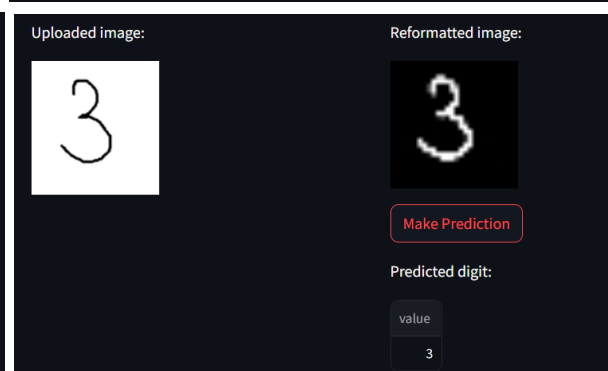 Uploaded image:
Reformatted image:
3
3
Make Prediction
Predicted digit:
value
3